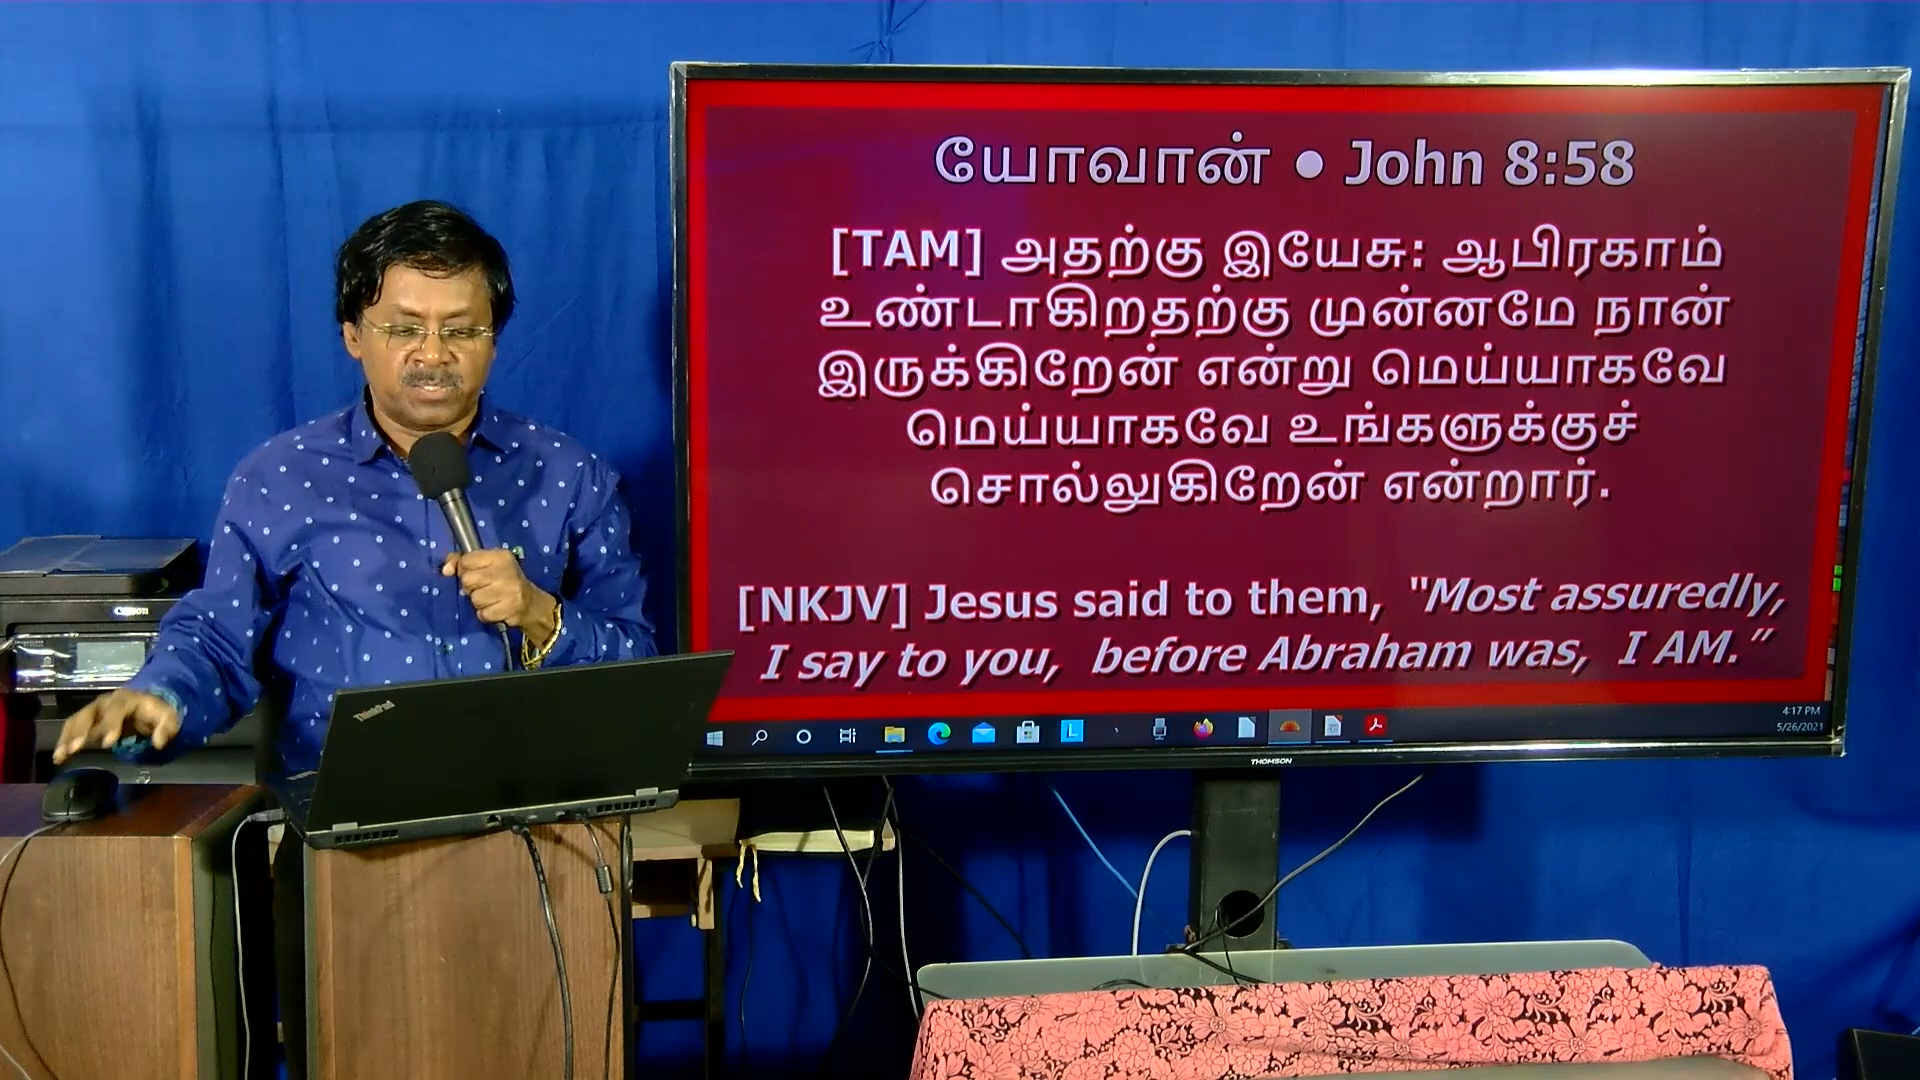 யோவான் • John 8:58
[TAM] அதற்கு இயேசு: ஆபிரகாம்
உண்டாகிறதற்கு முன்னமே நான்
இருக்கிறேன் என்று மெய்யாகவே
மெய்யாகவே உங்களுக்குச்
சொல்லுகிறேன் என்றார்.
[NKJV] Jesus said to them, "Most assuredly,
I say to you, before Abraham was, I AM."
4:17 PM
5/26/2021
THOMSON
ThinkPad
Canon